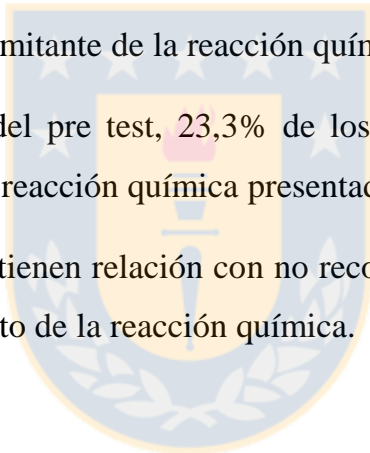 mitante de la reacción quím
del pre test, 23,3% de los
reacción química presentad
tienen relación con no reco
to de la reacción química.